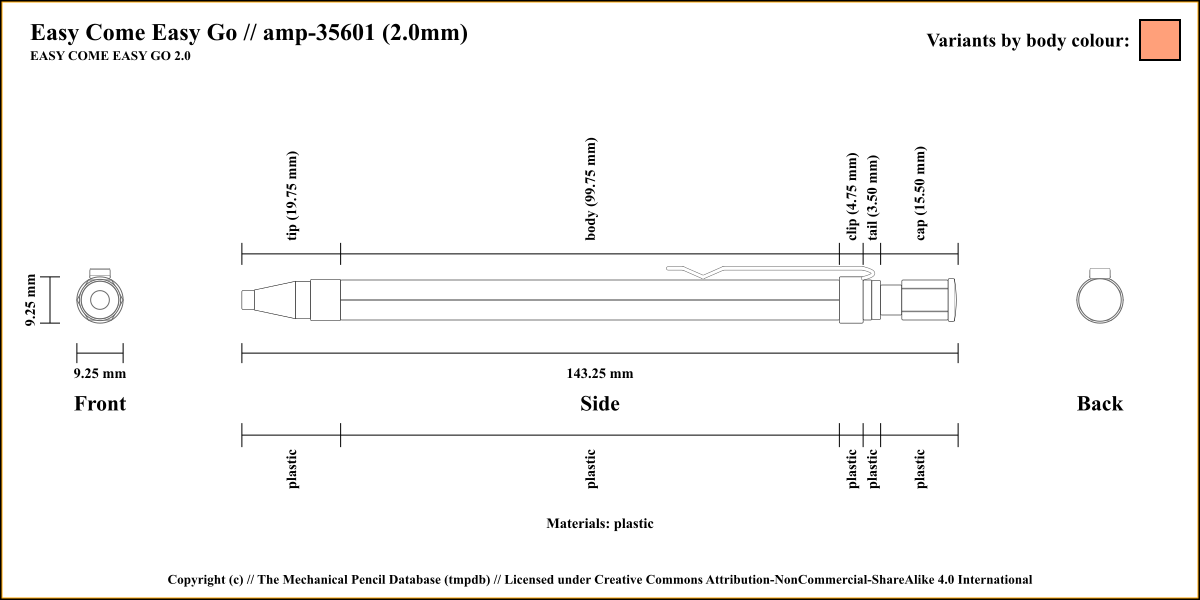 Easy Come Easy Go // amp-35601 (2.0mm)
EASY COME EASY GO 2.0
Variants by body colour:
tip (19.75 mm)
body (99.75 mm)
clip (4.75 mm)
tail (3.50 mm)
cap (15.50 mm)
9.25 mm
9.25 mm
143.25 mm
Front
Side
Back
plastic
plastic
plastic
plastic
plastic
Materials: plastic
Copyright (c) // The Mechanical Pencil Database (tmpdb) // Licensed under Creative Commons Attribution-NonCommercial-ShareAlike 4.0 International